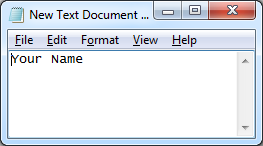 New Text Document ...
File Edit Format View Help
Your Name